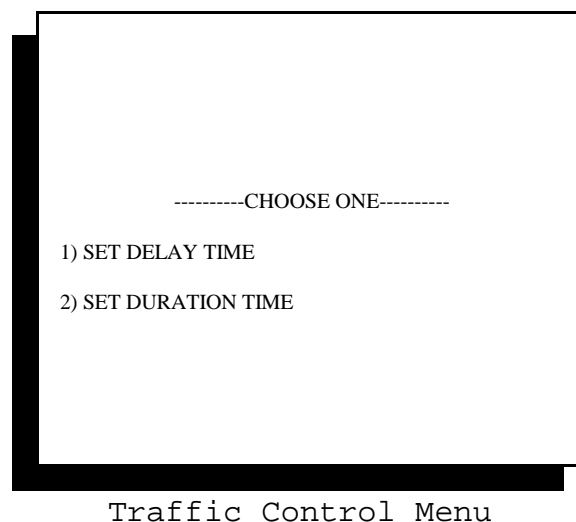 ----------CHOOSE ONE----------
1) SET DELAY TIME
2) SET DURATION TIME
Traffic Control Menu